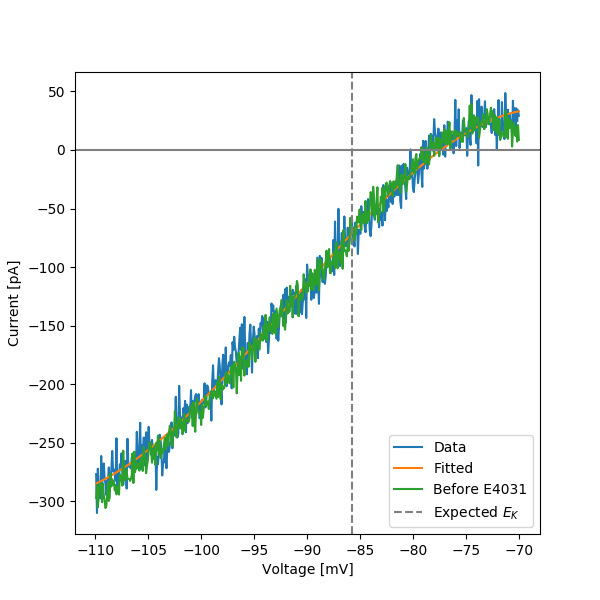 50
0
−50
−100
−150
−200
−250
−300
Current [pA]
Data
Fitted
Before E4031
Expected E_K
−110 −105 −100 −95 −90 −85 −80 −75 −70
Voltage [mV]